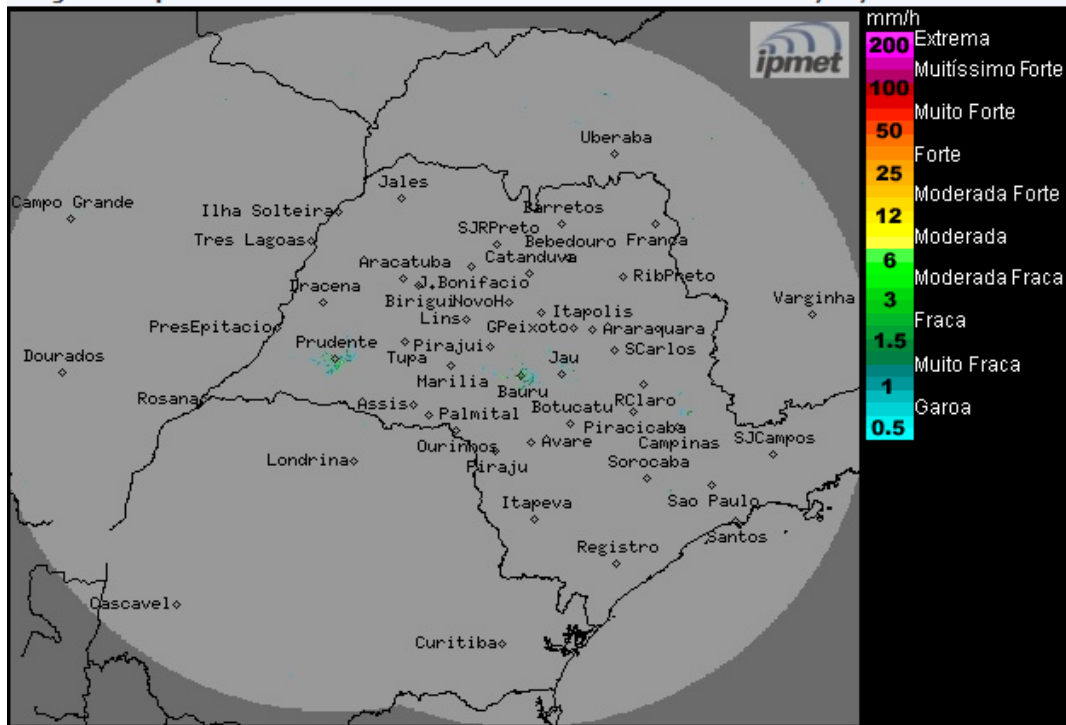 mm/h
200 Extrema
Muitíssimo Forte
100
Muito Forte
50
Forte
25
Moderada Forte
12
Moderada
6
Moderada Fraca
3
Fraca
1.5
Muito Fraca
1
Garoa
0.5
ipmet
Uberaba
Jales
Campo Grande
Ilha Solteira
Barretos
SJRPreto
Bebedouro
Franca
Tres Lagoas
Catanduva
Aracatuba
J.Bonifacio
RibPreto
Dracena
Birigui
NovoH
Varginha
Itapolis
Lins
GPeixoto
Araraquara
PresEpitacio
Prudente
Pirajui
SCarlos
Tupa
Jau
Dourados
Marilia
Bauru
Rosana
Assis
Palmital
Botucatu
RClaro
Piracicaba
Ourinhos
Avare
Campinas
SJCampos
Londrina
Piraju
Sorocaba
Itapeva
Sao Paulo
Santos
Registro
Cascavel
Curitiba